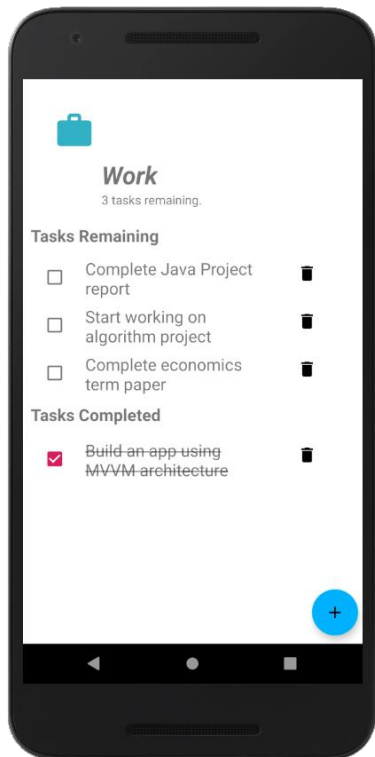 Work
3 tasks remaining.
Tasks Remaining
Complete Java Project
report
Start working on
algorithm project
Complete economics
term paper
Tasks Completed
Build an app using
MVVM architecture
+